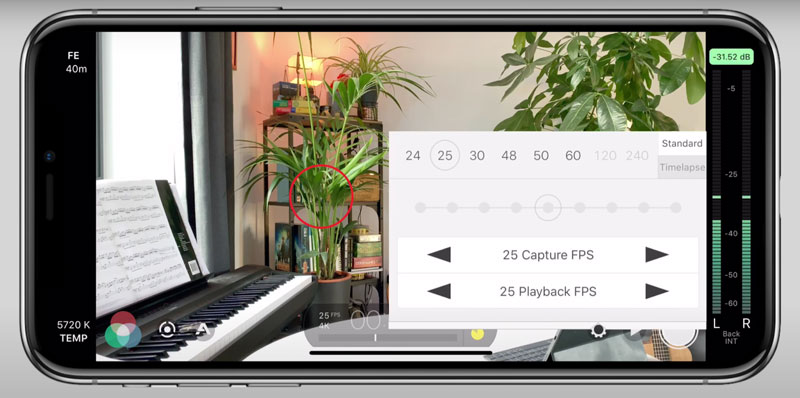 FE
40m
-31.52 dB
-5
-25
-40
-50
-60
L R
Back
INT
Standard
Timelapse
24 25 30 48 50 60 120 240
25 Capture FPS
25 Playback FPS
25 FPS
4K
00
5720 K
TEMP
A